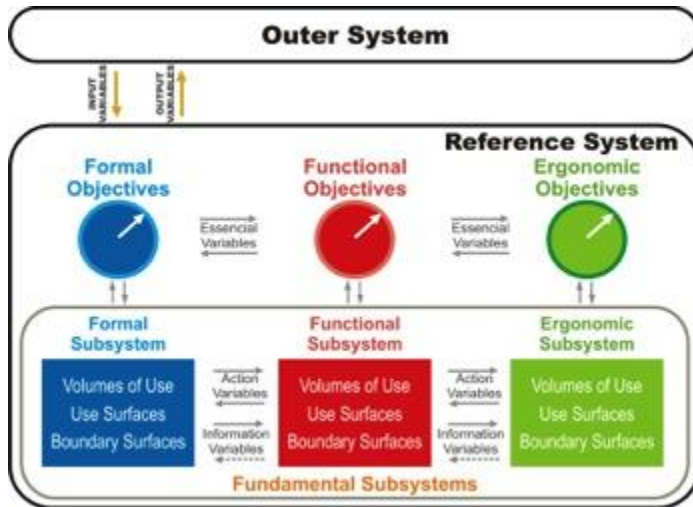 Outer System
INPUT
VARIABLES
OUTPUT
VARIABLES
Reference System
Formal
Objectives
Functional
Objectives
Ergonomic
Objectives
Essencial
Variables
Essencial
Variables
Formal
Subsystem
Functional
Subsystem
Ergonomic
Subsystem
Volumes of Use
Use Surfaces
Boundary Surfaces
Action
Variables
Information
Variables
Volumes of Use
Use Surfaces
Boundary Surfaces
Action
Variables
Information
Variables
Volumes of Use
Use Surfaces
Boundary Surfaces
Fundamental Subsystems